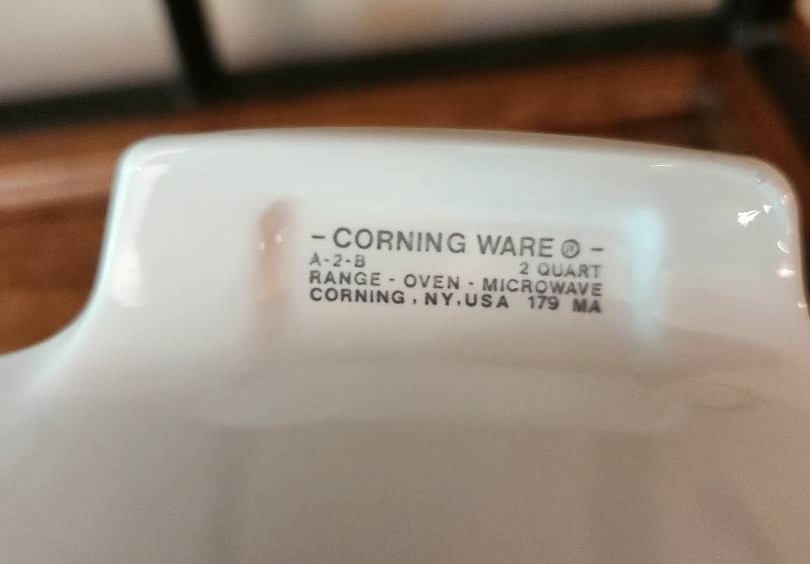 - CORNING WARE ® -
A-2-B 2 QUART
RANGE - OVEN - MICROWAVE
CORNING, NY, USA 179 MA